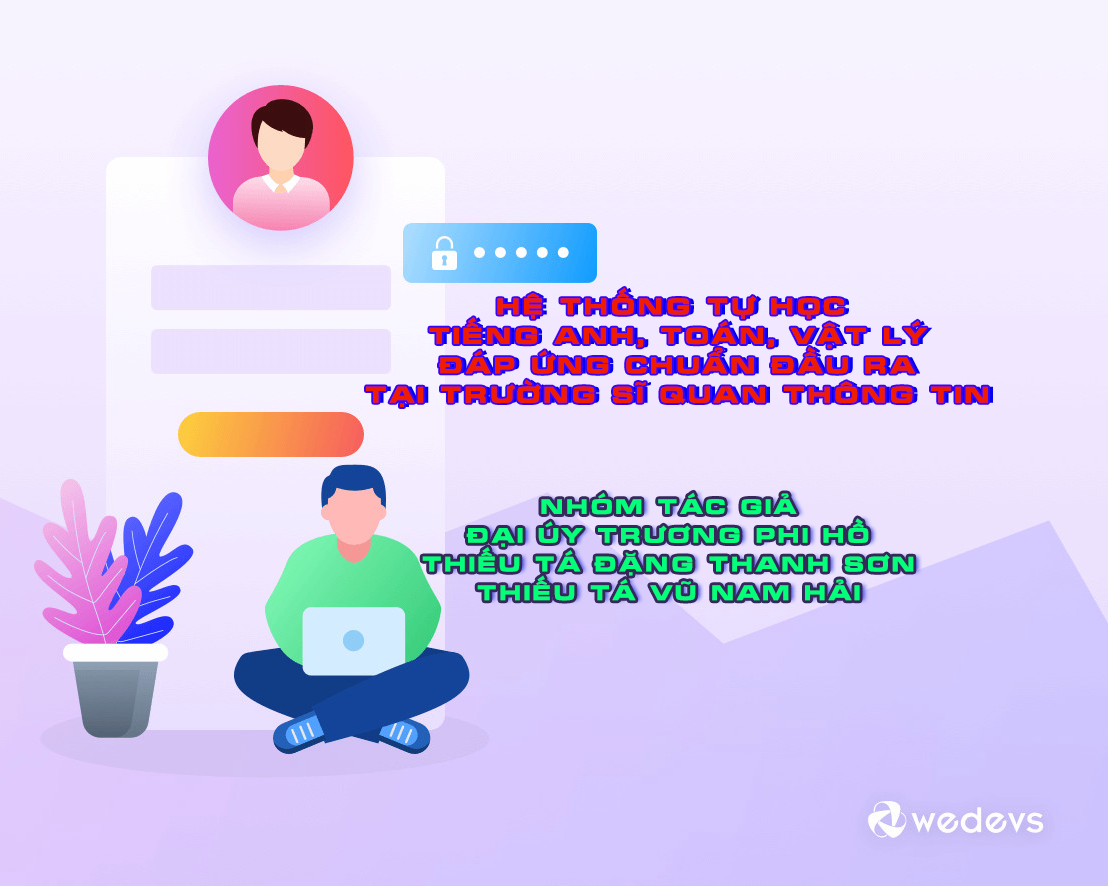 HỆ THỐNG TỰ HỌC
TIẾNG ANH, TOÁN, VẬT LÝ
ĐÁP ỨNG CHUẨN ĐẦU RA
TẠI TRƯỜNG SĨ QUAN THÔNG TIN
NHÓM TÁC GIẢ
ĐẠI ÚY TRƯƠNG PHI HỒ
THIẾU TÁ ĐẶNG THANH SƠN
THIẾU TÁ VŨ NAM HẢI
wedevs